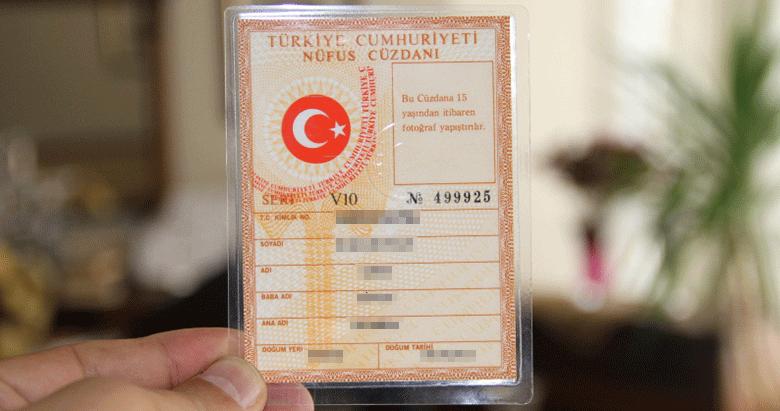 TÜRKİYE CUMHURİYETİ
NÜFUS CÜZDANI
Bu Cüzdana 15
yaşından itibaren
fotoğraf yapıştırılır.
SERİ V10 № 499925
T.C. KİMLİK NO.
SOYADI
ADI
BABA ADI
ANA ADI
DOĞUM YERİ DOĞUM TARİHİ